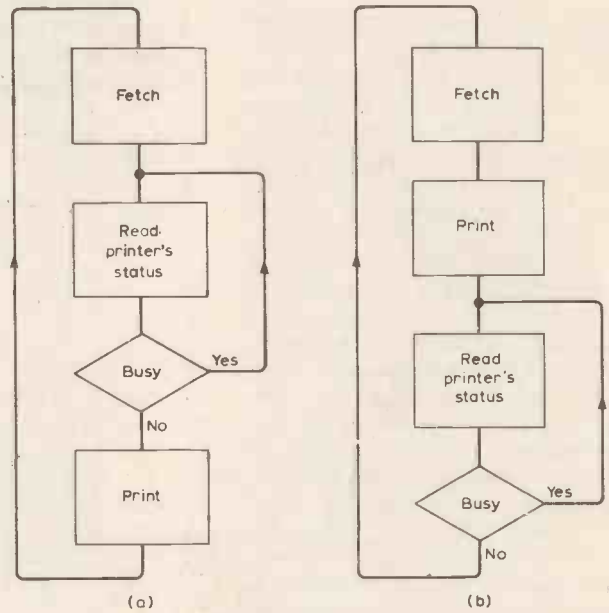 Fetch
Read
printer's
status
Busy
Yes
No
Print
(a)
Fetch
Print
Read
printer's
status
Busy
Yes
No
(b)